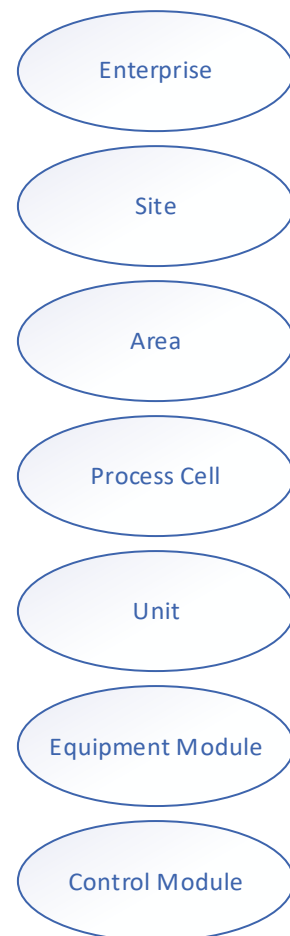 Enterprise
Site
Area
Process Cell
Unit
Equipment Module
Control Module